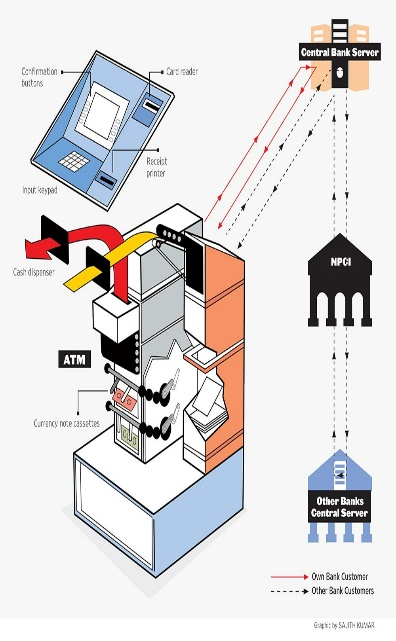 Central Bank Server
Confirmation
buttons
Card reader
Receipt
printer
Input keypad
Cash dispenser
NPCI
ATM
Currency note cassettes
Other Banks
Central Server
Own Bank Customer
Other Bank Customers
Graphic by SAJITH KUMAR